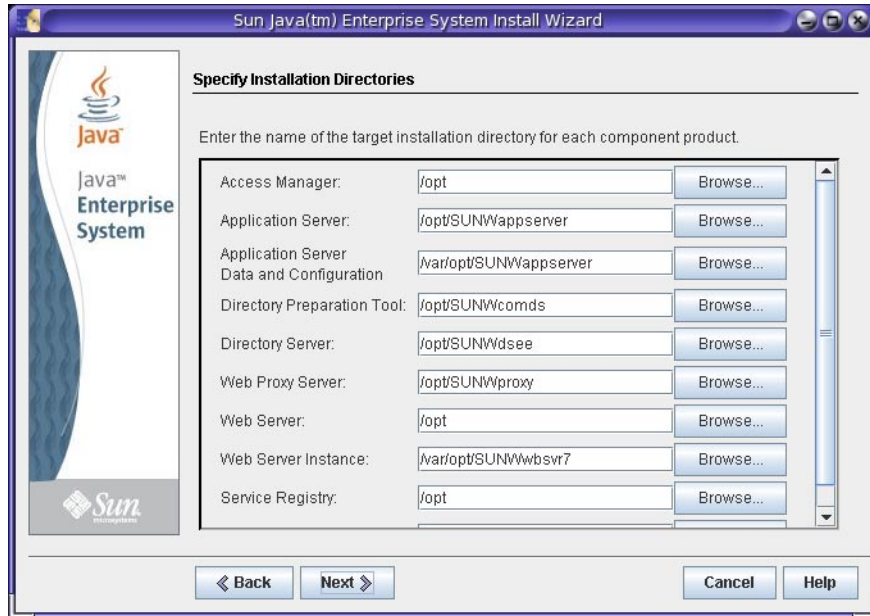 Sun Java(tm) Enterprise System Install Wizard
Java
Java™
Enterprise
System
Sun
microsystems
Specify Installation Directories
Enter the name of the target installation directory for each component product.
Access Manager: /opt Browse...
Application Server: /opt/SUNWappserver Browse...
Application Server
Data and Configuration /var/opt/SUNWappserver Browse...
Directory Preparation Tool: /opt/SUNWcomds Browse...
Directory Server: /opt/SUNWdsee Browse...
Web Proxy Server: /opt/SUNWproxy Browse...
Web Server: /opt Browse...
Web Server Instance: /var/opt/SUNWwbsvr7 Browse...
Service Registry: /opt Browse...
Back Next Cancel Help